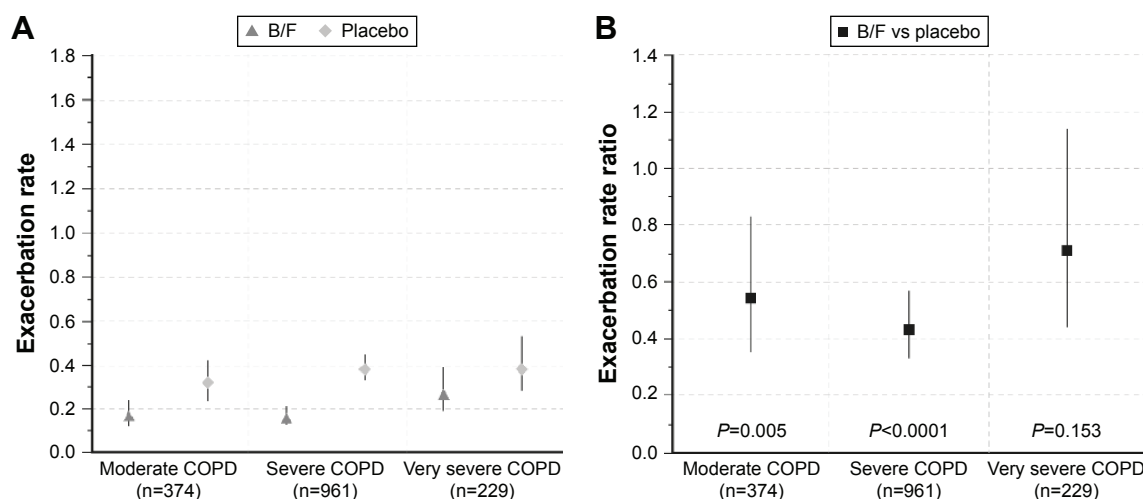 A
B/F Placebo
Exacerbation rate
1.8
1.6
1.4
1.2
1.0
0.8
0.6
0.4
0.2
0.0
Moderate COPD
(n=374)
Severe COPD
(n=961)
Very severe COPD
(n=229)
B
B/F vs placebo
Exacerbation rate ratio
1.4
1.2
1.0
0.8
0.6
0.4
0.2
0.0
P=0.005
P<0.0001
P=0.153
Moderate COPD
(n=374)
Severe COPD
(n=961)
Very severe COPD
(n=229)